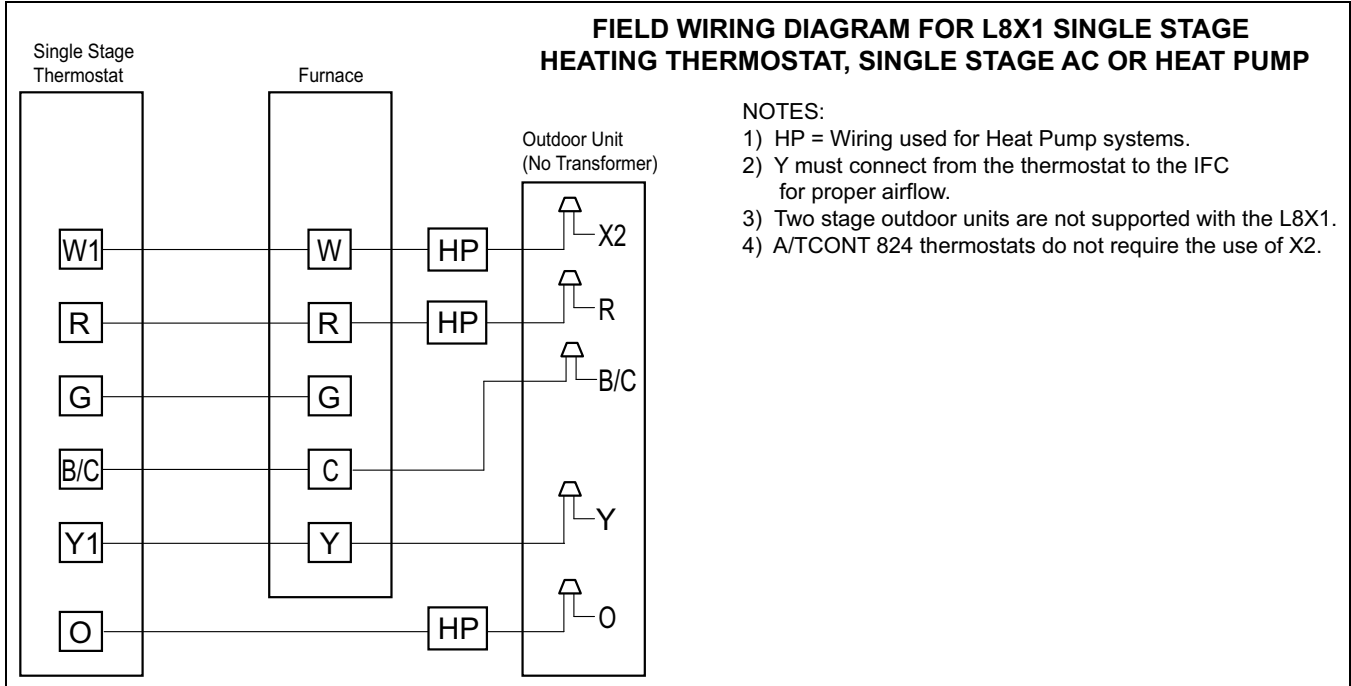 FIELD WIRING DIAGRAM FOR L8X1 SINGLE STAGE
HEATING THERMOSTAT, SINGLE STAGE AC OR HEAT PUMP
Single Stage
Thermostat
Furnace
Outdoor Unit
(No Transformer)
NOTES:
1) HP = Wiring used for Heat Pump systems.
2) Y must connect from the thermostat to the IFC
for proper airflow.
3) Two stage outdoor units are not supported with the L8X1.
4) A/TCONT 824 thermostats do not require the use of X2.
W1 W HP X2
R R HP R
G G
B/C C B/C
Y1 Y Y
O HP O